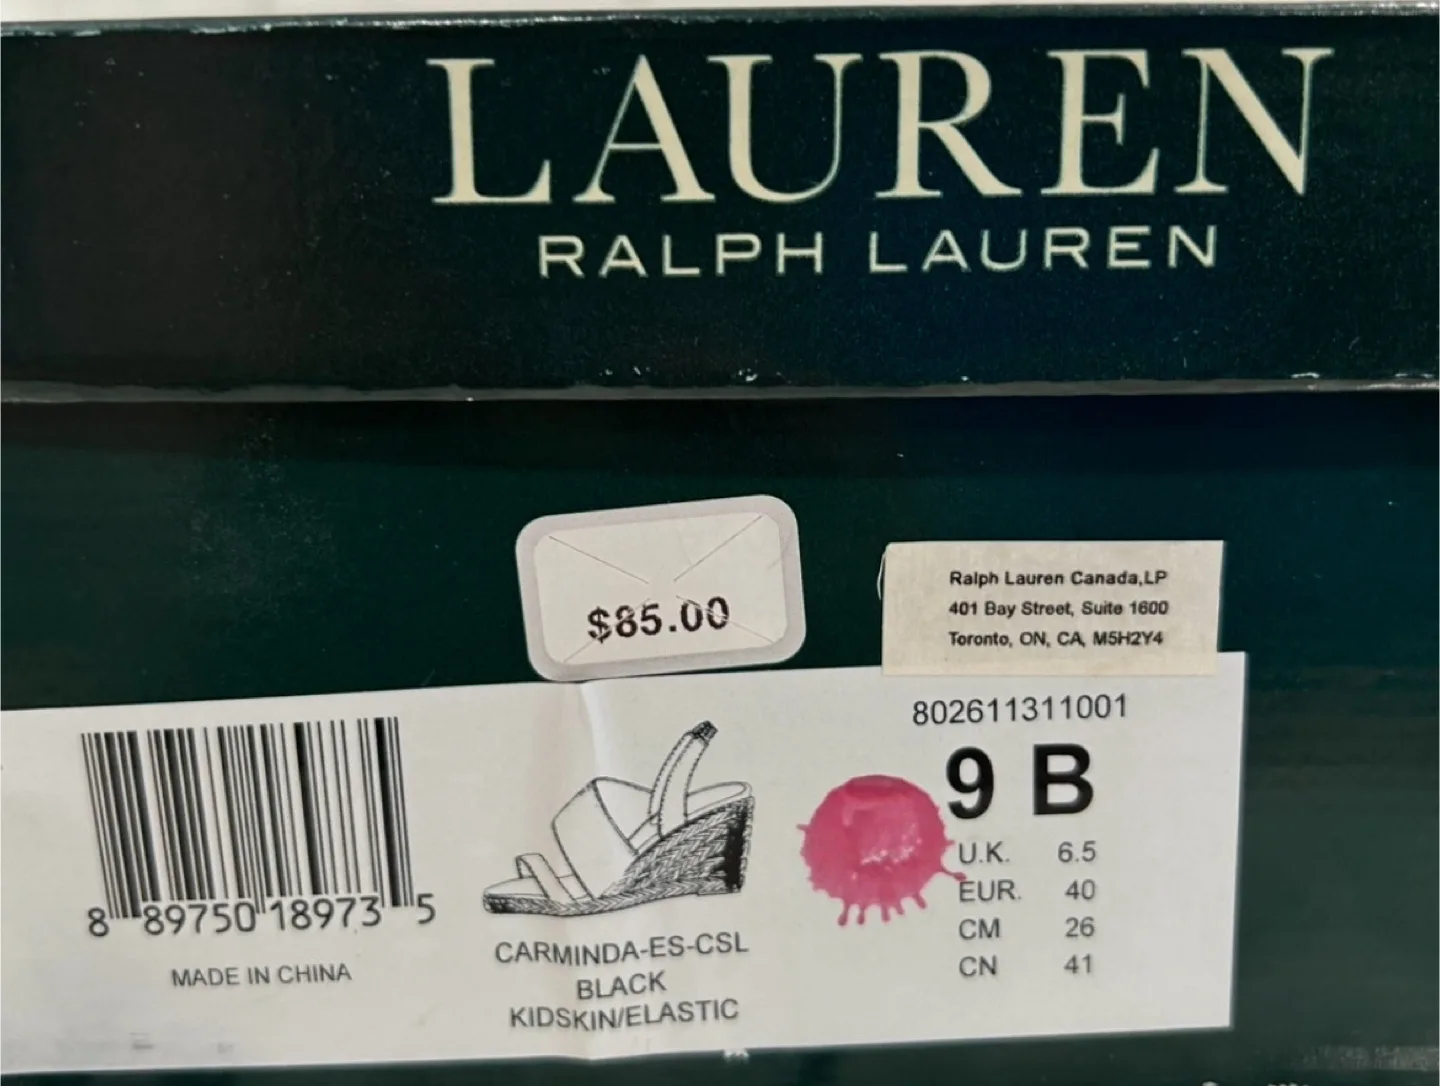 LAUREN
RALPH LAUREN
$85.00
Ralph Lauren Canada,LP
401 Bay Street, Suite 1600
Toronto, ON, CA, M5H2Y4
802611311001
9 B
U.K. 6.5
EUR. 40
CM 26
CN 41
8 89750 18973 5
MADE IN CHINA
CARMINDA-ES-CSL
BLACK
KIDSKIN/ELASTIC